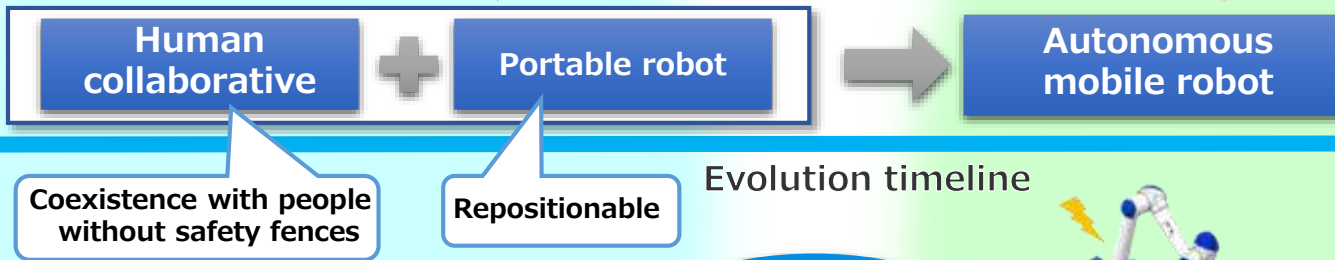 Human
collaborative
Portable robot
Autonomous
mobile robot
Coexistence with people
without safety fences
Repositionable
Evolution timeline